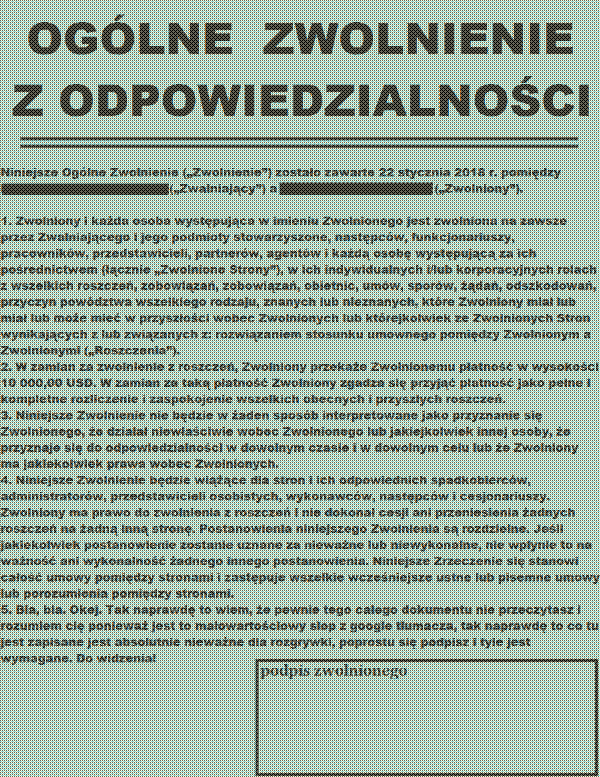 OGÓLNE ZWOLNIENIE
Z ODPOWIEDZIALNOŚCI
Niniejsze Ogólne Zwolnienie („Zwolnienie”) zostało zawarte 22 stycznia 2018 r. pomiędzy
(„Zwalniający”) a („Zwolniony”).
1. Zwolniony i każda osoba występująca w imieniu Zwolnionego jest zwolniona na zawsze
przez Zwalniającego i jego podmioty stowarzyszone, następców, funkcjonariuszy,
pracowników, przedstawicieli, partnerów, agentów i każdą osobę występującą za ich
pośrednictwem (łącznie „Zwolnione Strony”), w ich indywidualnych i/lub korporacyjnych rolach
z wszelkich roszczeń, zobowiązań, zobowiązań, obietnic, umów, sporów, żądań, odszkodowań,
przyczyn powództwa wszelkiego rodzaju, znanych lub nieznanych, które Zwolniony miał lub
miał lub może mieć w przyszłości wobec Zwolnionych lub którejkolwiek ze Zwolnionych Stron
wynikających z lub związanych z: rozwiązaniem stosunku umownego pomiędzy Zwolnionym a
Zwolnionymi („Roszczenia”).
2. W zamian za zwolnienie z roszczeń, Zwolniony przekaże Zwolnionemu płatność w wysokości
10 000,00 USD. W zamian za taką płatność Zwolniony zgadza się przyjąć płatność jako pełne i
kompletne rozliczenie i zaspokojenie wszelkich obecnych i przyszłych roszczeń.
3. Niniejsze Zwolnienie nie będzie w żaden sposób interpretowane jako przyznanie się
Zwolnionego, że działał niewłaściwie wobec Zwolnionego lub jakiejkolwiek innej osoby, że
przyznaje się do odpowiedzialności w dowolnym czasie i w dowolnym celu lub że Zwolniony
ma jakiekolwiek prawa wobec Zwolnionych.
4. Niniejsze Zwolnienie będzie wiążące dla stron i ich odpowiednich spadkobierców,
administratorów, przedstawicieli osobistych, wykonawców, następców i cesjonariuszy.
Zwolniony ma prawo do zwolnienia z roszczeń i nie dokonał cesji ani przeniesienia żadnych
roszczeń na żadną inną stronę. Postanowienia niniejszego Zwolnienia są rozdzielne. Jeśli
jakiekolwiek postanowienie zostanie uznane za nieważne lub niewykonalne, nie wpłynie to na
ważność ani wykonalność żadnego innego postanowienia. Niniejsze Zrzeczenie się stanowi
całość umowy pomiędzy stronami i zastępuje wszelkie wcześniejsze ustne lub pisemne umowy
lub porozumienia pomiędzy stronami.
5. Bla, bla. Okej. Tak naprawdę to wiem, że pewnie tego całego dokumentu nie przeczytasz i
rozumiem cię ponieważ jest to małowartościowy slop z google tłumacza, tak naprawdę to co tu
jest zapisane jest absolutnie nieważne dla rozgrywki, poprostu się podpisz i tyle jest
wymagane. Do widzenia!
podpis zwolnionego